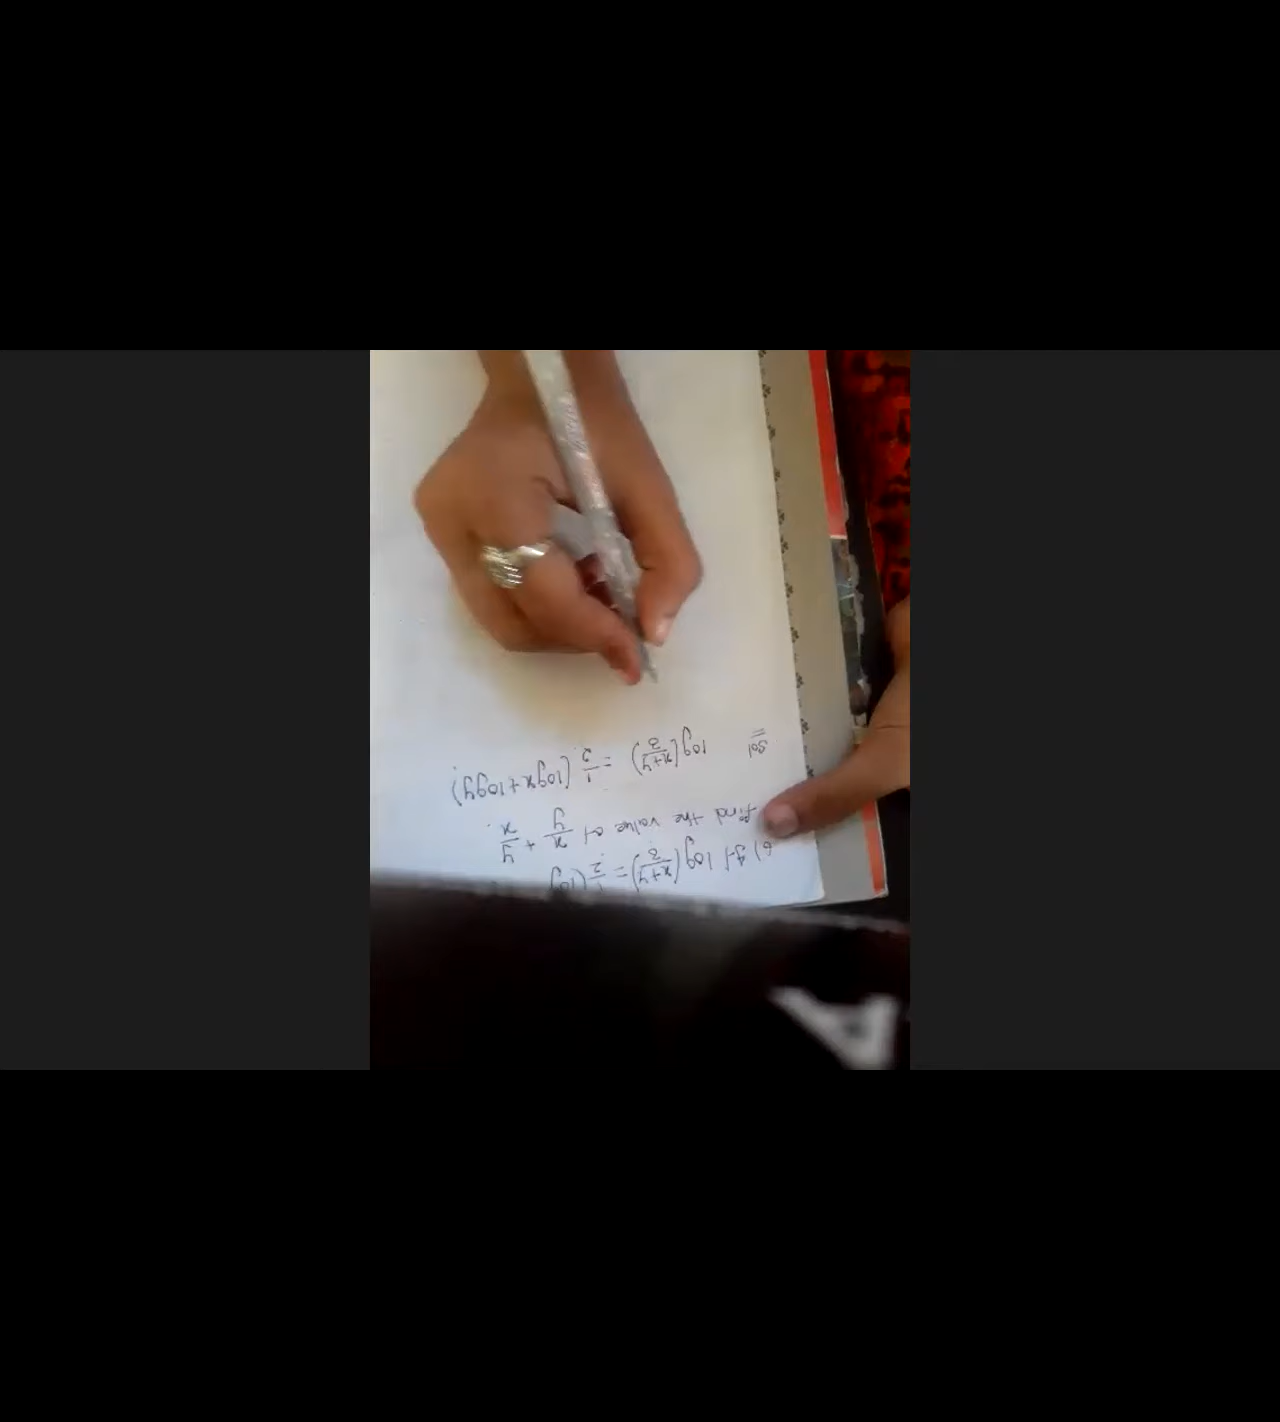 6) If log(x+y/3) = 1/2(log
find the value of x/y + y/x.
Sol log(x+y/3) = 1/2(logx+logy)